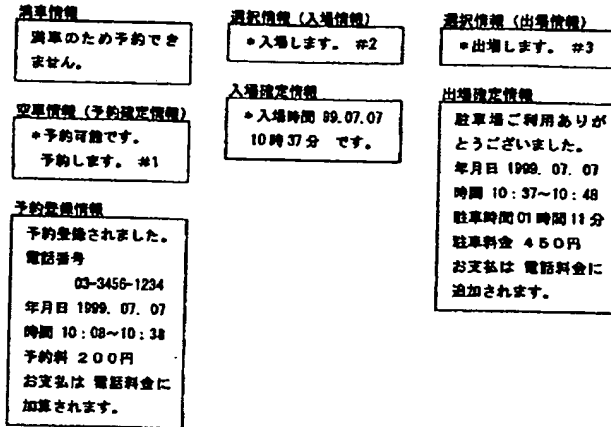 満車情報
満車のため予約でき
ません。
空車情報（予約確定情報）
＊予約可能です。
予約します。 #1
予約登録情報
予約登録されました。
電話番号
03-3456-1234
年月日 1999. 07. 07
時間 10：08〜10：38
予約料 ２００円
お支払は 電話料金に
加算されます。
選択情報（入場情報）
＊入場します。 #2
入場確定情報
＊入場時間 99.07.07
10時37分 です。
選択情報（出場情報）
＊出場します。 #3
出場確定情報
駐車場ご利用ありが
とうございました。
年月日 1999. 07. 07
時間 10：37〜10：48
駐車時間01時間11分
駐車料金 ４５０円
お支払は 電話料金に
追加されます。